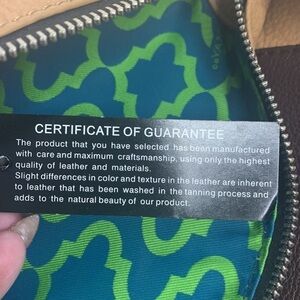 CERTIFICATE OF GUARANTEE
The product that you have selected has been manufactured
with care and maximum craftsmanship, using only the highest
quality of leather and materials.
Slight differences in color and texture in the leather are inherent
to leather that has been washed in the tanning process and
adds to the natural beauty of our product.